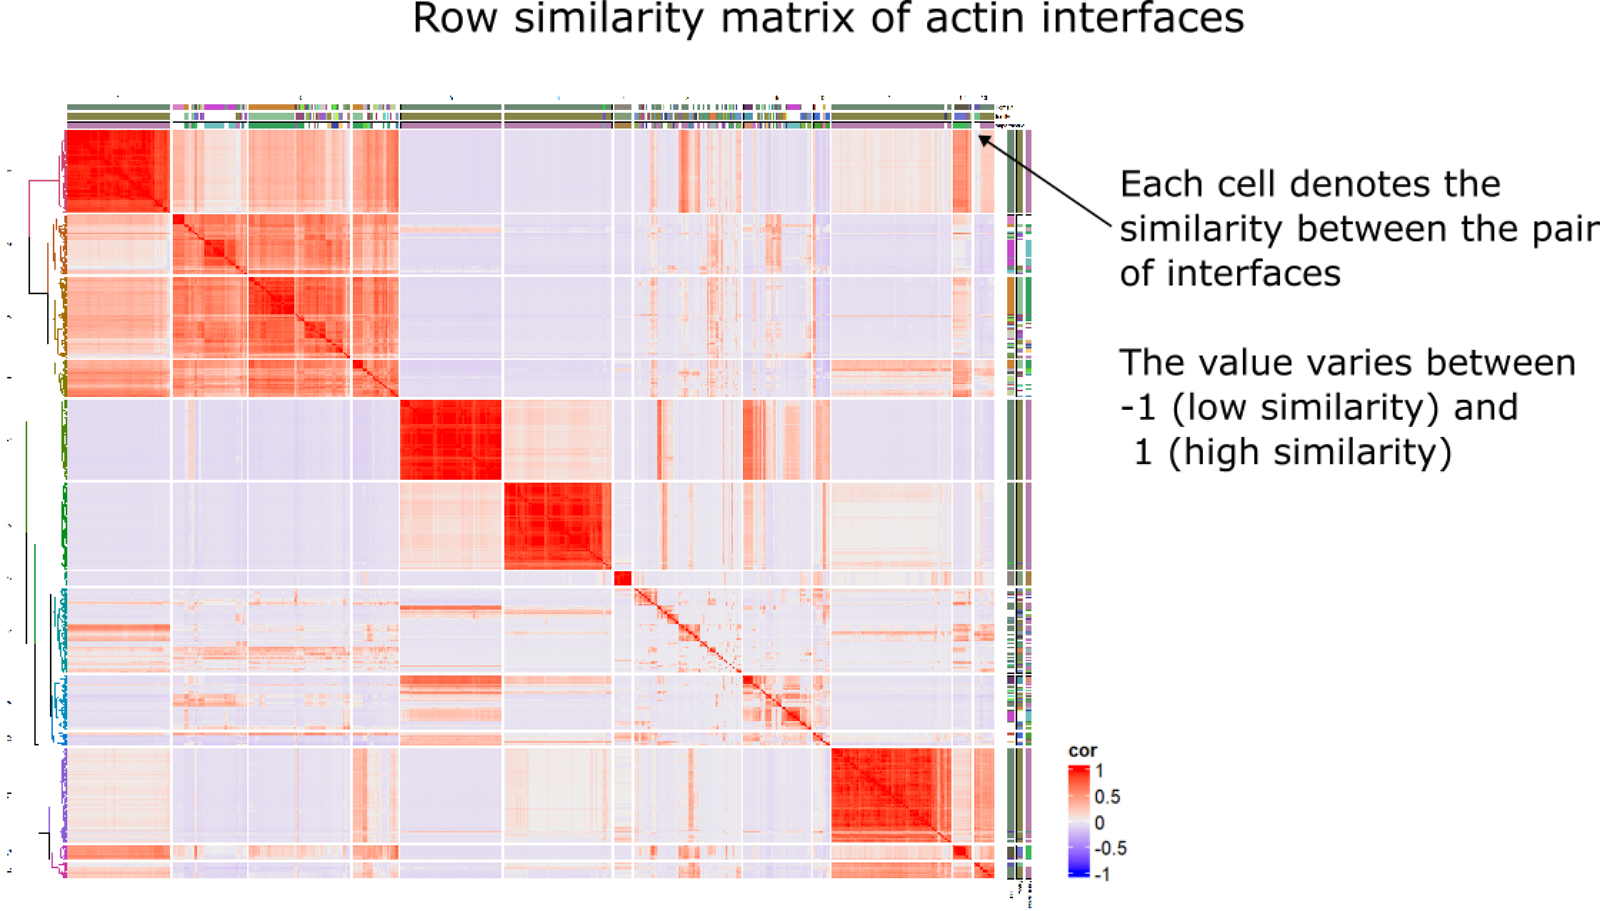 Row similarity matrix of actin interfaces
Each cell denotes the
similarity between the pair
of interfaces
The value varies between
-1 (low similarity) and
1 (high similarity)
cor
1
0.5
0
-0.5
-1